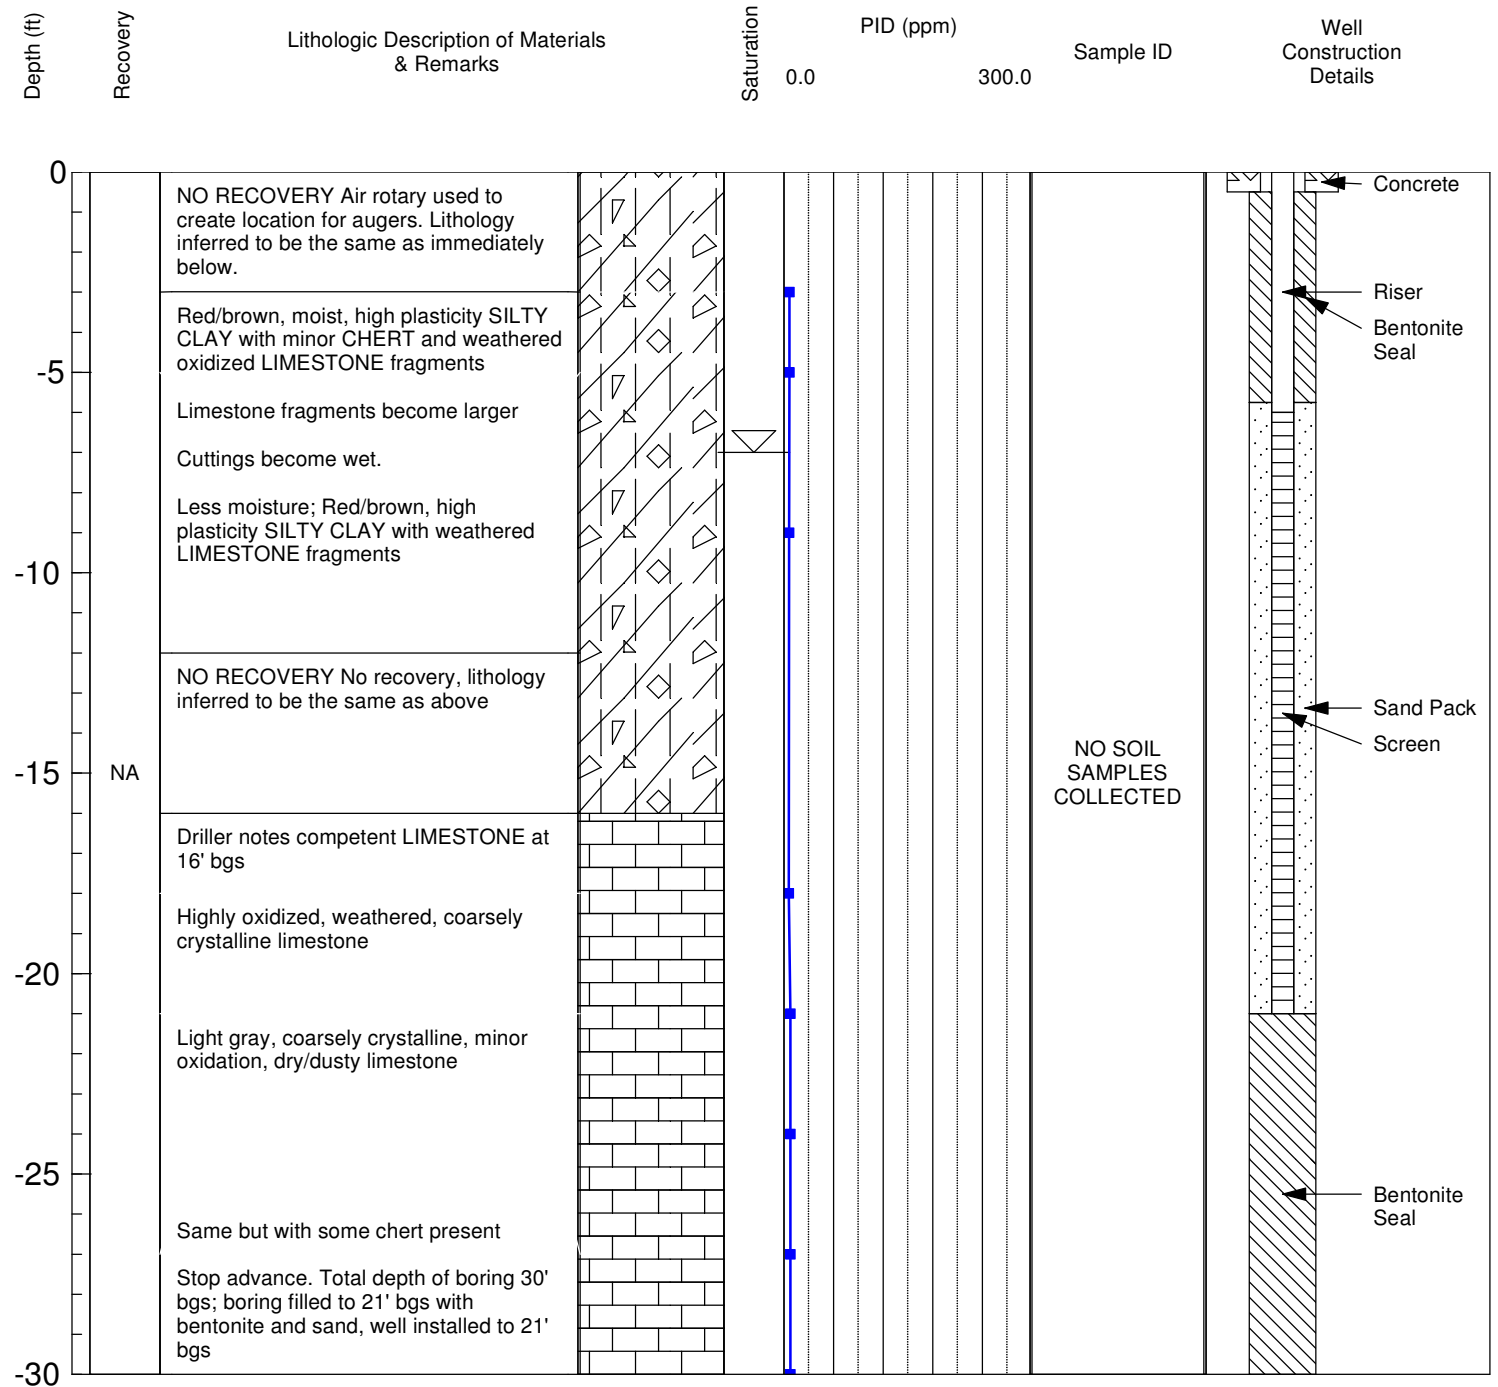 Depth (ft)
Recovery
Lithologic Description of Materials
& Remarks
Saturation
PID (ppm)
0.0
300.0
Sample ID
Well
Construction
Details
0
NO RECOVERY Air rotary used to
create location for augers. Lithology
inferred to be the same as immediately
below.
Concrete
Red/brown, moist, high plasticity SILTY
CLAY with minor CHERT and weathered
oxidized LIMESTONE fragments
Riser
Bentonite
Seal
-5
Limestone fragments become larger
Cuttings become wet.
Less moisture; Red/brown, high
plasticity SILTY CLAY with weathered
LIMESTONE fragments
-10
NO RECOVERY No recovery, lithology
inferred to be the same as above
Sand Pack
Screen
-15
NA
NO SOIL
SAMPLES
COLLECTED
Driller notes competent LIMESTONE at
16' bgs
Highly oxidized, weathered, coarsely
crystalline limestone
-20
Light gray, coarsely crystalline, minor
oxidation, dry/dusty limestone
-25
Bentonite
Seal
Same but with some chert present
Stop advance. Total depth of boring 30'
bgs; boring filled to 21' bgs with
bentonite and sand, well installed to 21'
bgs
-30